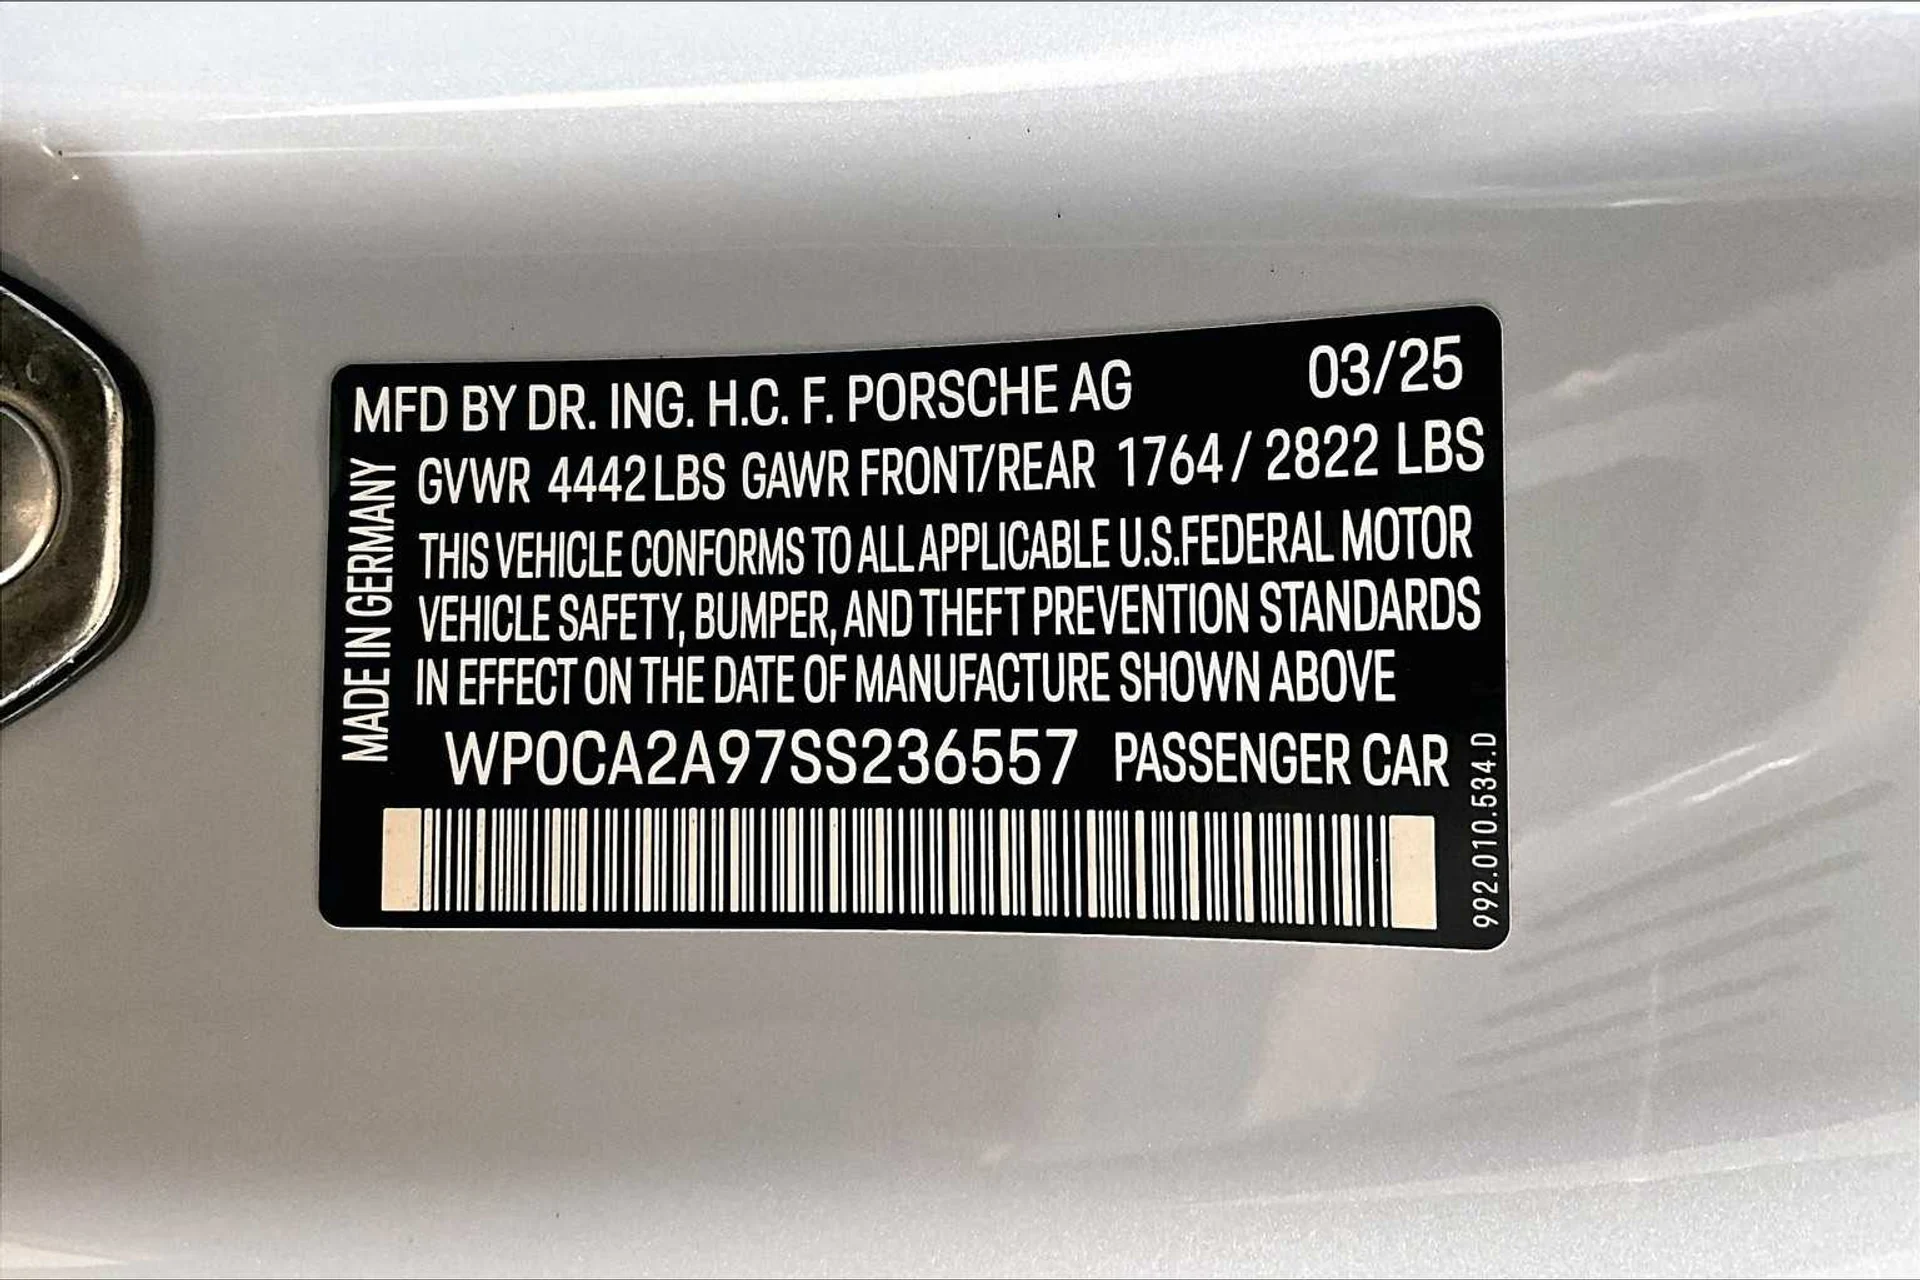 MFD BY DR. ING. H.C. F. PORSCHE AG 03/25
GVWR 4442 LBS GAWR FRONT/REAR 1764 / 2822 LBS
THIS VEHICLE CONFORMS TO ALL APPLICABLE U.S.FEDERAL MOTOR
VEHICLE SAFETY, BUMPER, AND THEFT PREVENTION STANDARDS
IN EFFECT ON THE DATE OF MANUFACTURE SHOWN ABOVE
WP0CA2A97SS236557 PASSENGER CAR
MADE IN GERMANY
992.010.534.D